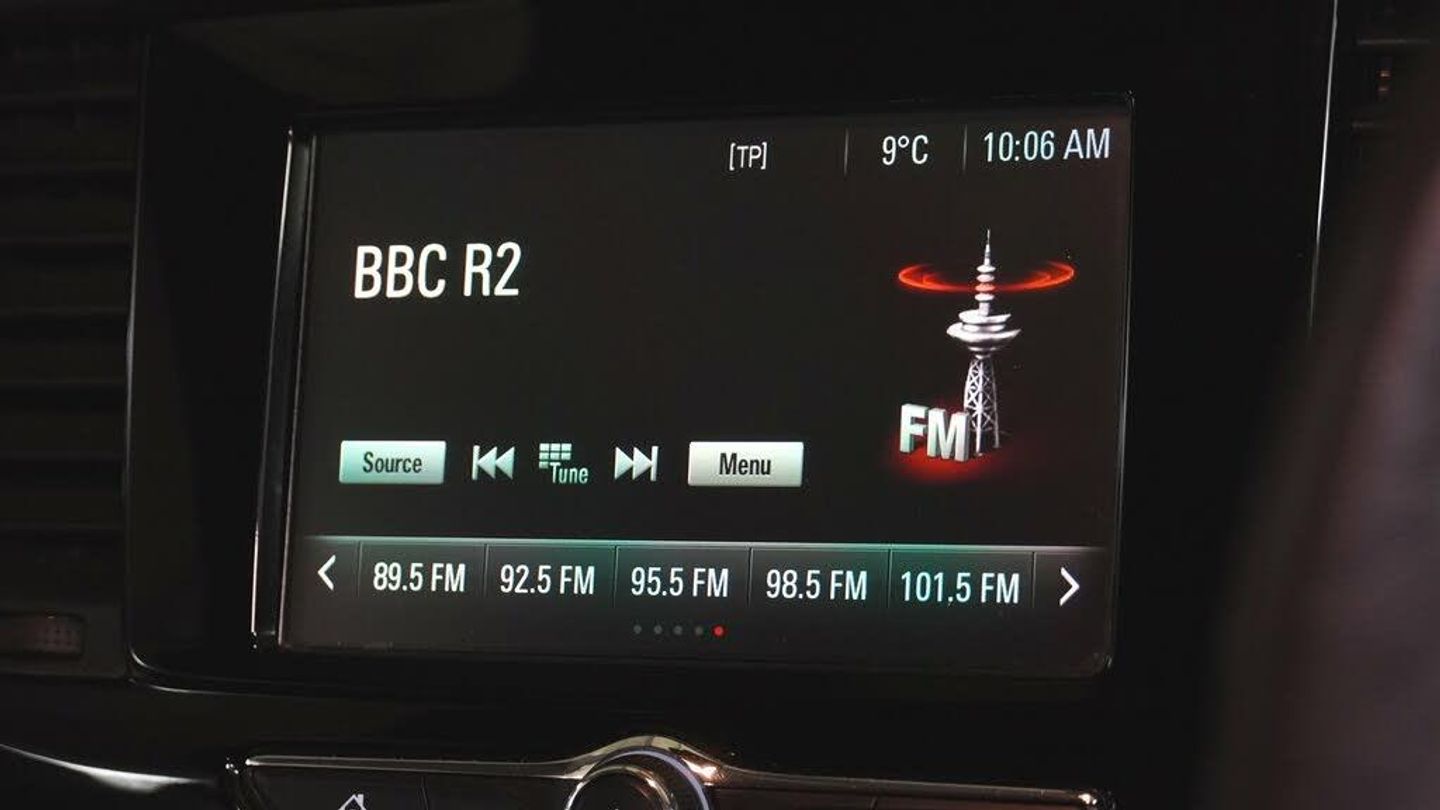 [TP] 9°C 10:06 AM
BBC R2
FM
Source Tune Menu
89.5 FM 92.5 FM 95.5 FM 98.5 FM 101.5 FM